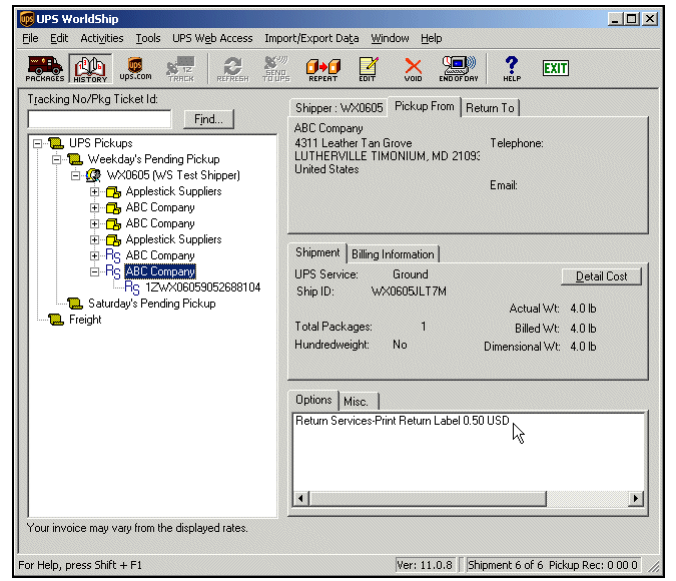 UPS WorldShip
File Edit Activities Tools UPS Web Access Import/Export Data Window Help
PACKAGES HISTORY ups.com 1Z TRACK REFRESH SEND TO UPS REPEAT EDIT VOID END OF DAY HELP EXIT
Tracking No/Pkg Ticket Id:
Find...
UPS Pickups
Weekday's Pending Pickup
WX0605 (WS Test Shipper)
Applestick Suppliers
ABC Company
ABC Company
Applestick Suppliers
RS ABC Company
RS ABC Company
RS 1ZWX06059052688104
Saturday's Pending Pickup
Freight
Shipper : WX0605 Pickup From Return To
ABC Company
4311 Leather Tan Grove Telephone:
LUTHERVILLE TIMONIUM, MD 21093
United States
Email:
Shipment Billing Information
UPS Service: Ground Detail Cost
Ship ID: WX0605JLT7M
Actual Wt: 4.0 lb
Total Packages: 1 Billed Wt: 4.0 lb
Hundredweight: No Dimensional Wt: 4.0 lb
Options Misc.
Return Services-Print Return Label 0.50 USD
Your invoice may vary from the displayed rates.
For Help, press Shift + F1 Ver: 11.0.8 Shipment 6 of 6 Pickup Rec: 0 00 0